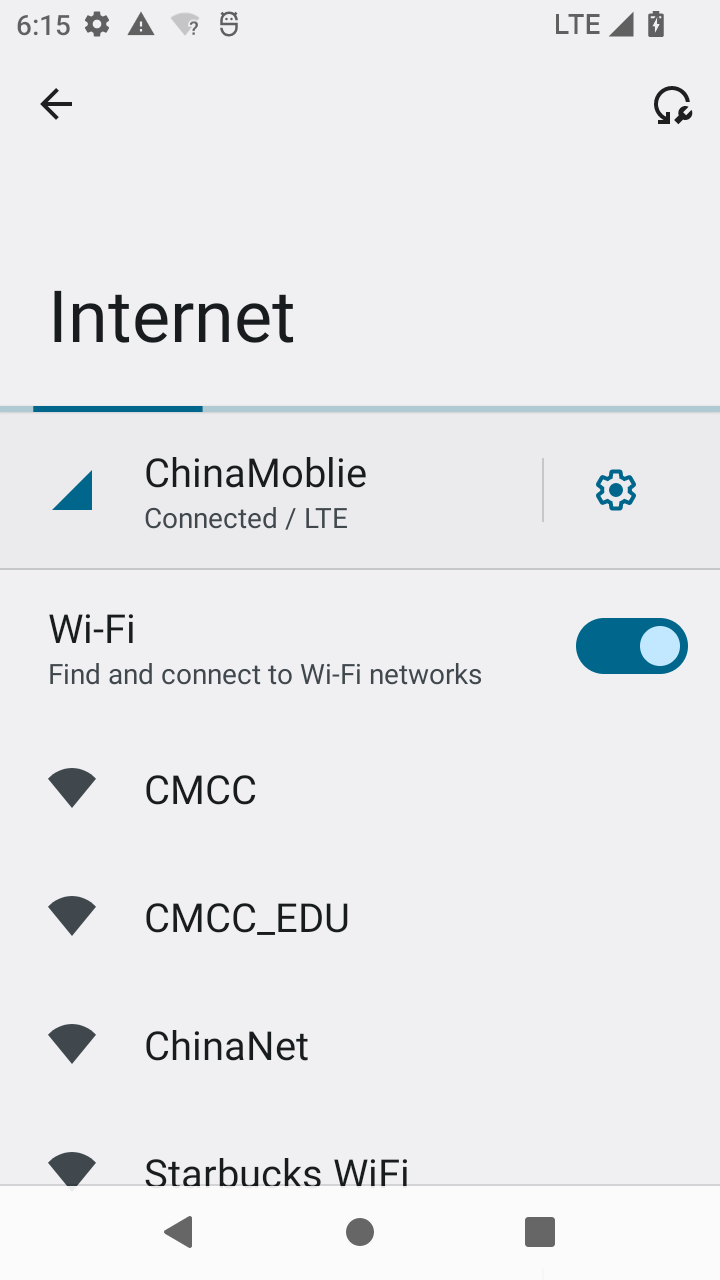 6:15
LTE
Internet
ChinaMoblie
Connected / LTE
Wi-Fi
Find and connect to Wi-Fi networks
CMCC
CMCC_EDU
ChinaNet
Starbucks WiFi